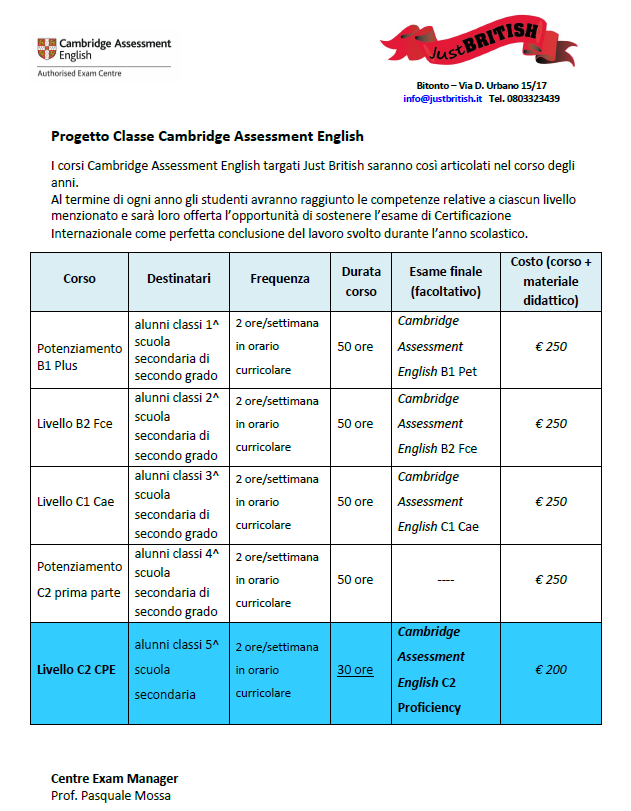 Cambridge Assessment
English
Authorised Exam Centre
JustBRITISH
Bitonto – Via D. Urbano 15/17
info@justbritish.it Tel. 0803323439
Progetto Classe Cambridge Assessment English
I corsi Cambridge Assessment English targati Just British saranno così articolati nel corso degli
anni.
Al termine di ogni anno gli studenti avranno raggiunto le competenze relative a ciascun livello
menzionato e sarà loro offerta l’opportunità di sostenere l’esame di Certificazione
Internazionale come perfetta conclusione del lavoro svolto durante l’anno scolastico.
Corso
Destinatari
Frequenza
Durata
corso
Esame finale
(facoltativo)
Costo (corso +
materiale
didattico)
Potenziamento
B1 Plus
alunni classi 1^
scuola
secondaria di
secondo grado
2 ore/settimana
in orario
curricolare
50 ore
Cambridge
Assessment
English B1 Pet
€ 250
Livello B2 Fce
alunni classi 2^
scuola
secondaria di
secondo grado
2 ore/settimana
in orario
curricolare
50 ore
Cambridge
Assessment
English B2 Fce
€ 250
Livello C1 Cae
alunni classi 3^
scuola
secondaria di
secondo grado
2 ore/settimana
in orario
curricolare
50 ore
Cambridge
Assessment
English C1 Cae
€ 250
Potenziamento
C2 prima parte
alunni classi 4^
scuola
secondaria di
secondo grado
2 ore/settimana
in orario
curricolare
50 ore
----
€ 250
Livello C2 CPE
alunni classi 5^
scuola
secondaria
2 ore/settimana
in orario
curricolare
30 ore
Cambridge
Assessment
English C2
Proficiency
€ 200
Centre Exam Manager
Prof. Pasquale Mossa